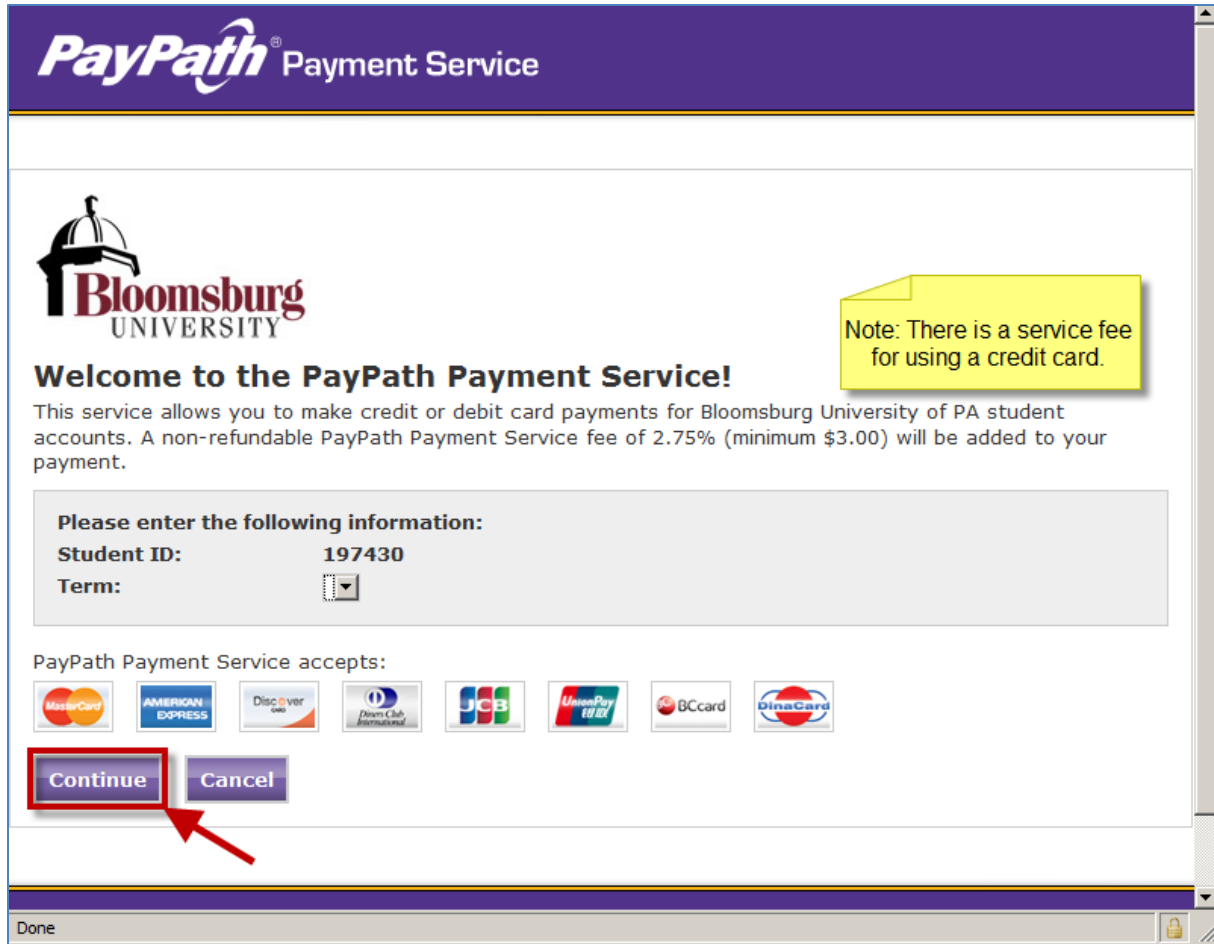 PayPath® Payment Service
Bloomsburg
UNIVERSITY
Note: There is a service fee
for using a credit card.
Welcome to the PayPath Payment Service!
This service allows you to make credit or debit card payments for Bloomsburg University of PA student
accounts. A non-refundable PayPath Payment Service fee of 2.75% (minimum $3.00) will be added to your
payment.
Please enter the following information:
Student ID: 197430
Term:
PayPath Payment Service accepts:
MasterCard AMERICAN EXPRESS Discover CARD Diners Club International JCB UnionPay 银联 BCcard DinaCard
Continue Cancel
Done